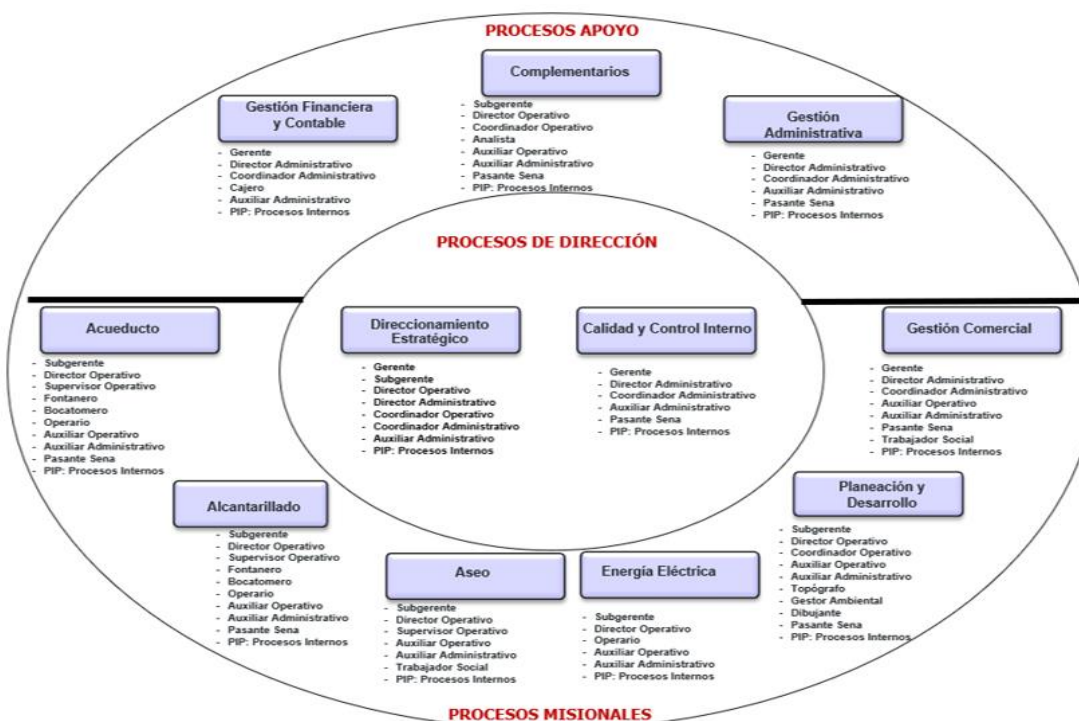 PROCESOS APOYO
Complementarios
- Subgerente
- Director Operativo
- Coordinador Operativo
- Analista
- Auxiliar Operativo
- Auxiliar Administrativo
- Pasante Sena
- PIP: Procesos Internos
Gestión Financiera
y Contable
- Gerente
- Director Administrativo
- Coordinador Administrativo
- Cajero
- Auxiliar Administrativo
- PIP: Procesos Internos
Gestión
Administrativa
- Gerente
- Director Administrativo
- Coordinador Administrativo
- Auxiliar Administrativo
- Pasante Sena
- PIP: Procesos Internos
PROCESOS DE DIRECCIÓN
Direccionamiento
Estratégico
- Gerente
- Subgerente
- Director Operativo
- Director Administrativo
- Coordinador Operativo
- Coordinador Administrativo
- Auxiliar Administrativo
- PIP: Procesos Internos
Calidad y Control Interno
- Gerente
- Director Administrativo
- Coordinador Administrativo
- Auxiliar Administrativo
- Pasante Sena
- PIP: Procesos Internos
Acueducto
- Subgerente
- Director Operativo
- Supervisor Operativo
- Fontanero
- Bocatomero
- Operario
- Auxiliar Operativo
- Auxiliar Administrativo
- Pasante Sena
- PIP: Procesos Internos
Gestión Comercial
- Gerente
- Director Administrativo
- Coordinador Administrativo
- Auxiliar Operativo
- Auxiliar Administrativo
- Pasante Sena
- Trabajador Social
- PIP: Procesos Internos
Alcantarillado
- Subgerente
- Director Operativo
- Supervisor Operativo
- Fontanero
- Bocatomero
- Operario
- Auxiliar Operativo
- Auxiliar Administrativo
- Pasante Sena
- PIP: Procesos Internos
Aseo
- Subgerente
- Director Operativo
- Supervisor Operativo
- Auxiliar Operativo
- Auxiliar Administrativo
- Trabajador Social
- PIP: Procesos Internos
Energía Eléctrica
- Subgerente
- Director Operativo
- Operario
- Auxiliar Operativo
- Auxiliar Administrativo
- PIP: Procesos Internos
Planeación y
Desarrollo
- Subgerente
- Director Operativo
- Coordinador Operativo
- Auxiliar Operativo
- Auxiliar Administrativo
- Topógrafo
- Gestor Ambiental
- Dibujante
- Pasante Sena
- PIP: Procesos Internos
PROCESOS MISIONALES